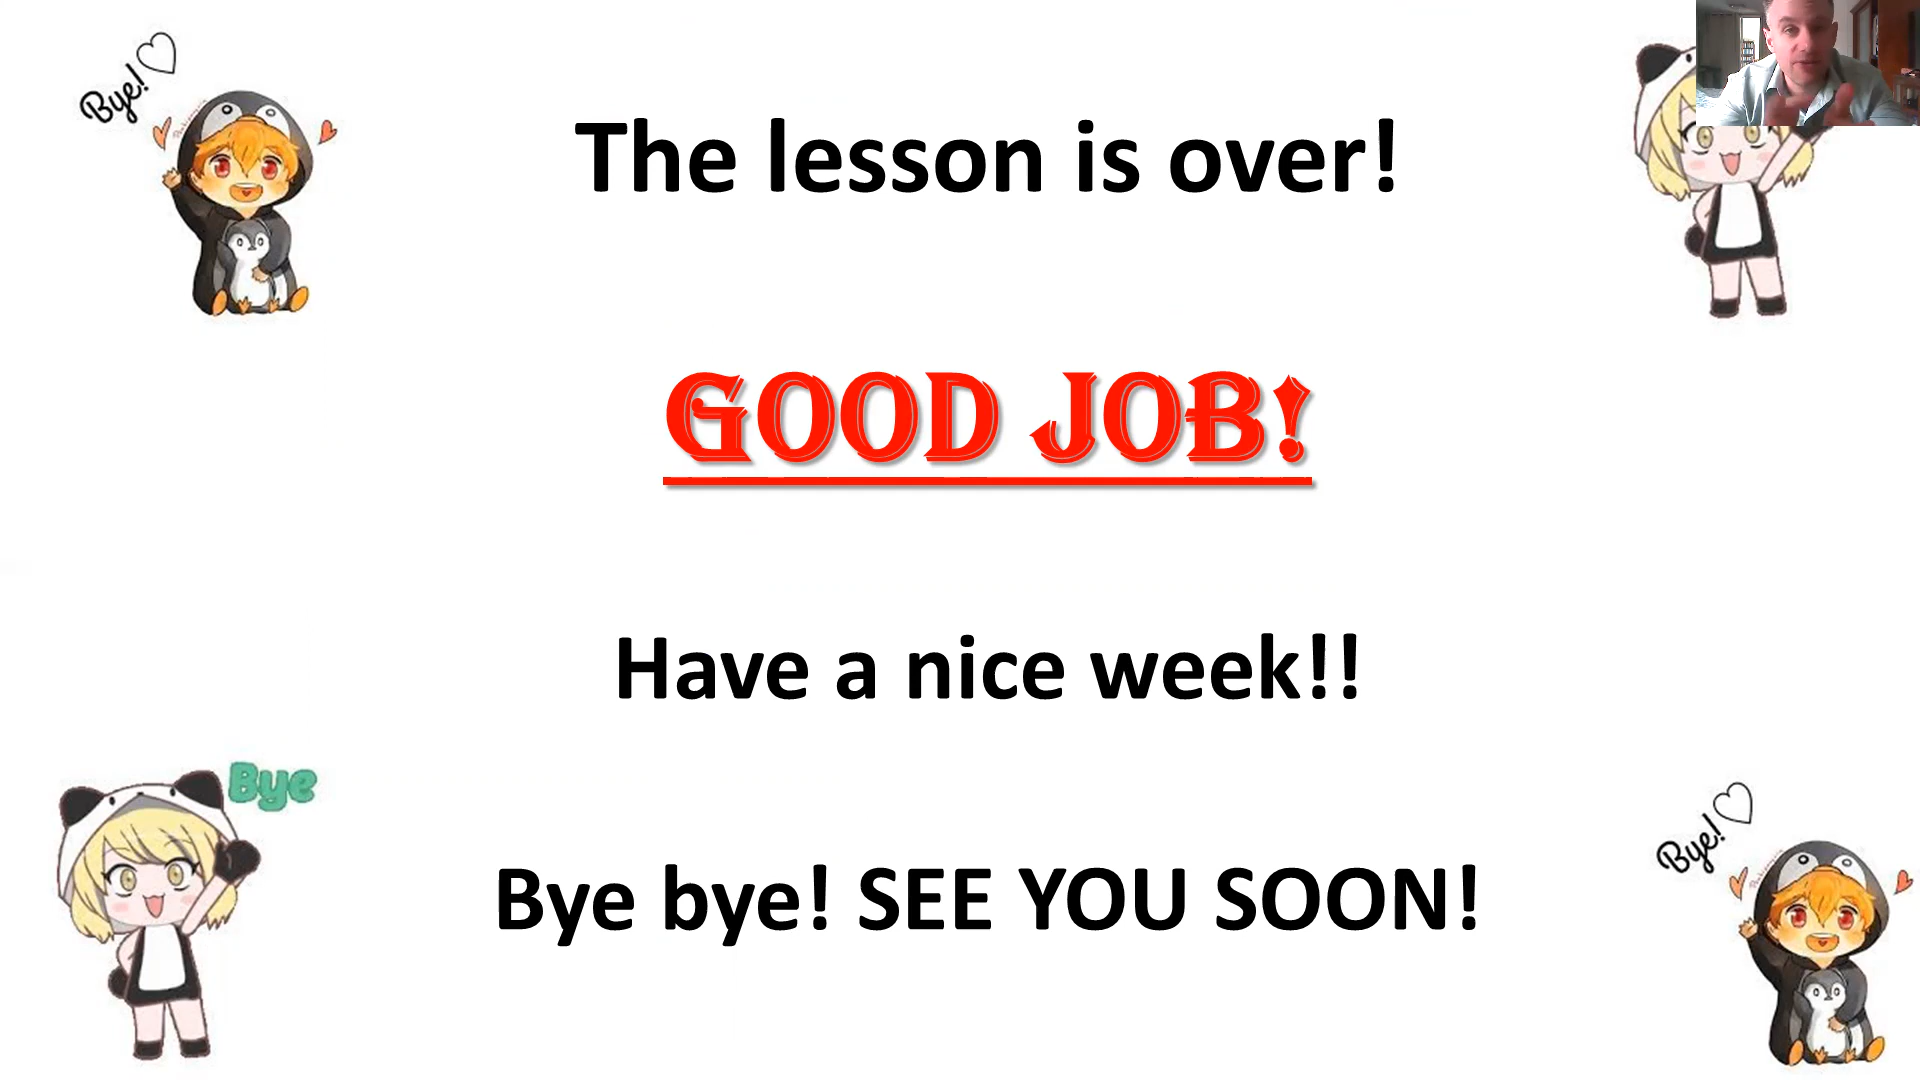 Bye!
The lesson is over!
GOOD JOB!
Have a nice week!!
Bye
Bye!
Bye bye! SEE YOU SOON!